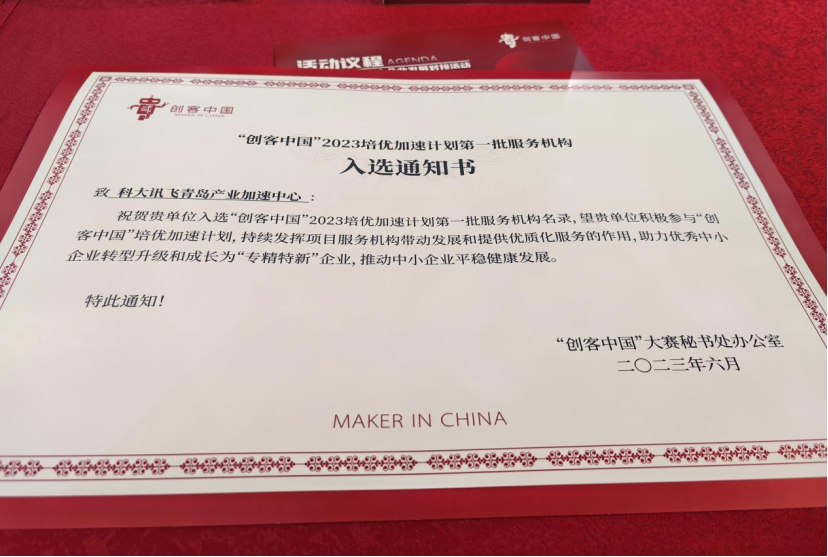 创客中国
活动议程 AGENDA
创客中国
MAKER IN CHINA
“创客中国”2023培优加速计划第一批服务机构
入选通知书
致 科大讯飞青岛产业加速中心：
祝贺贵单位入选“创客中国”2023培优加速计划第一批服务机构名录，望贵单位积极参与“创
客中国”培优加速计划，持续发挥项目服务机构带动发展和提供优质化服务的作用，助力优秀中小
企业转型升级和成长为“专精特新”企业，推动中小企业平稳健康发展。
特此通知！
“创客中国”大赛秘书处办公室
二〇二三年六月
MAKER IN CHINA